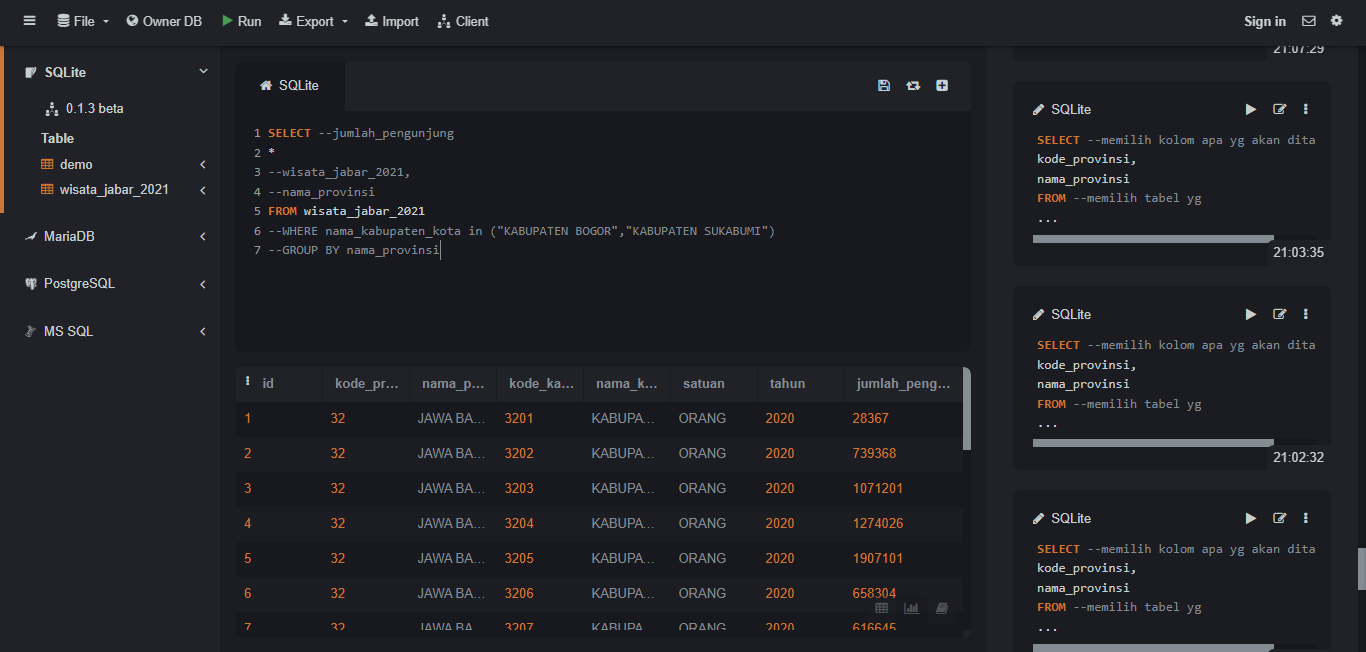 File Owner DB Run Export Import Client Sign in
SQLite
0.1.3 beta
Table
demo
wisata_jabar_2021
MariaDB
PostgreSQL
MS SQL
SQLite
1 SELECT --jumlah_pengunjung
2 *
3 --wisata_jabar_2021,
4 --nama_provinsi
5 FROM wisata_jabar_2021
6 --WHERE nama_kabupaten_kota in ("KABUPATEN BOGOR","KABUPATEN SUKABUMI")
7 --GROUP BY nama_provinsi
id kode_pr... nama_p... kode_ka... nama_k... satuan tahun jumlah_peng...
1 32 JAWA BA... 3201 KABUPA... ORANG 2020 28367
2 32 JAWA BA... 3202 KABUPA... ORANG 2020 739368
3 32 JAWA BA... 3203 KABUPA... ORANG 2020 1071201
4 32 JAWA BA... 3204 KABUPA... ORANG 2020 1274026
5 32 JAWA BA... 3205 KABUPA... ORANG 2020 1907101
6 32 JAWA BA... 3206 KABUPA... ORANG 2020 658304
7 32 JAWA BA... 3207 KABUPA... ORANG 2020 616645
21:07:29
SQLite
SELECT --memilih kolom apa yg akan dita
kode_provinsi,
nama_provinsi
FROM --memilih tabel yg
...
21:03:35
SQLite
SELECT --memilih kolom apa yg akan dita
kode_provinsi,
nama_provinsi
FROM --memilih tabel yg
...
21:02:32
SQLite
SELECT --memilih kolom apa yg akan dita
kode_provinsi,
nama_provinsi
FROM --memilih tabel yg
...